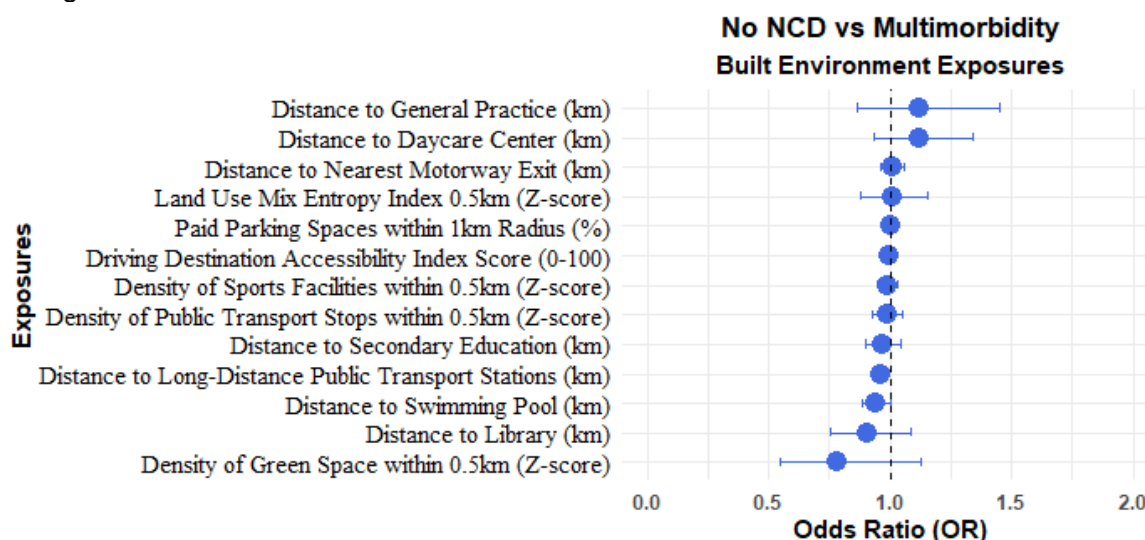 No NCD vs Multimorbidity
Built Environment Exposures
Exposures
Distance to General Practice (km)
Distance to Daycare Center (km)
Distance to Nearest Motorway Exit (km)
Land Use Mix Entropy Index 0.5km (Z-score)
Paid Parking Spaces within 1km Radius (%)
Driving Destination Accessibility Index Score (0-100)
Density of Sports Facilities within 0.5km (Z-score)
Density of Public Transport Stops within 0.5km (Z-score)
Distance to Secondary Education (km)
Distance to Long-Distance Public Transport Stations (km)
Distance to Swimming Pool (km)
Distance to Library (km)
Density of Green Space within 0.5km (Z-score)
0.0 0.5 1.0 1.5 2.0
Odds Ratio (OR)